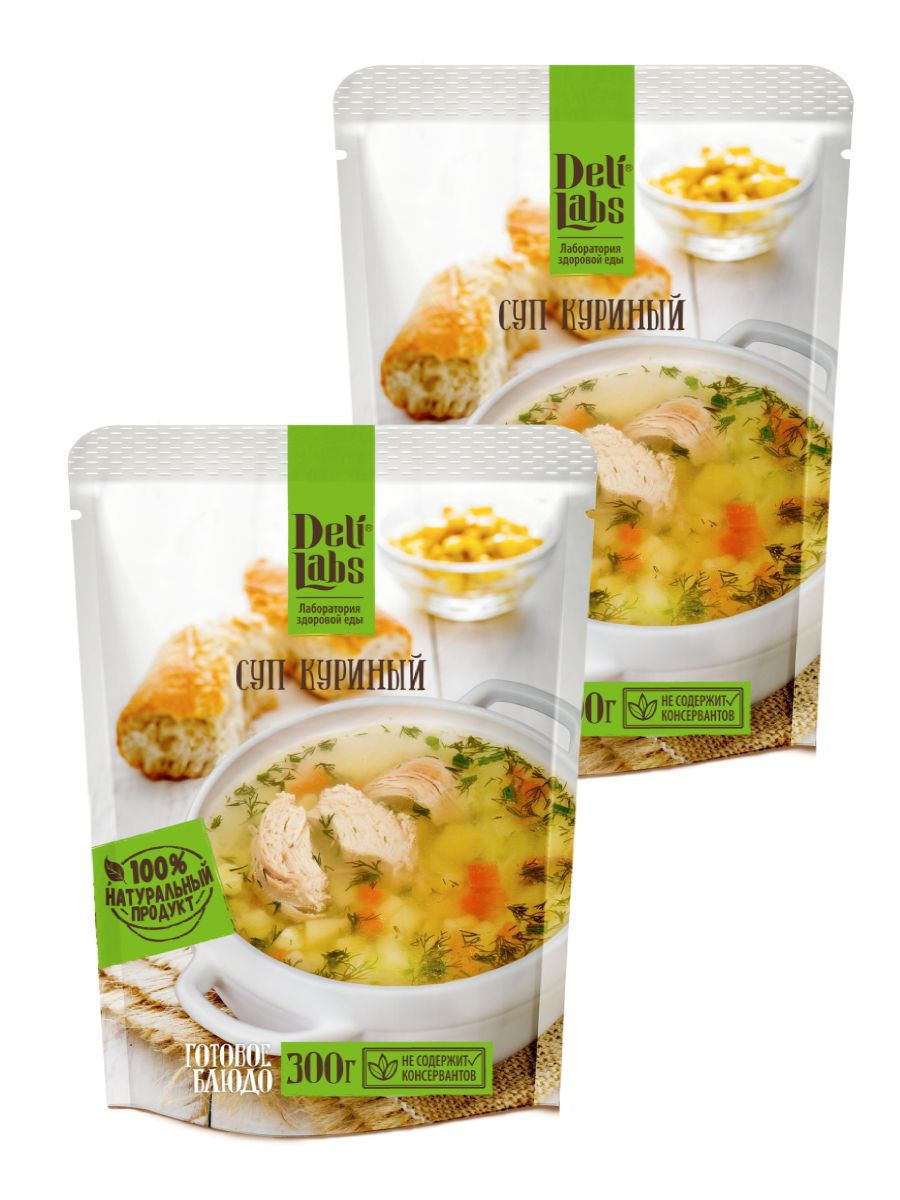 Deli®
Labs
Лаборатория
здоровой еды
СУП КУРИНЫЙ
0г
НЕ СОДЕРЖИТ
КОНСЕРВАНТОВ
Deli®
Labs
Лаборатория
здоровой еды
СУП КУРИНЫЙ
100%
НАТУРАЛЬНЫЙ
ПРОДУКТ
ГОТОВОЕ
БЛЮДО
300г
НЕ СОДЕРЖИТ
КОНСЕРВАНТОВ